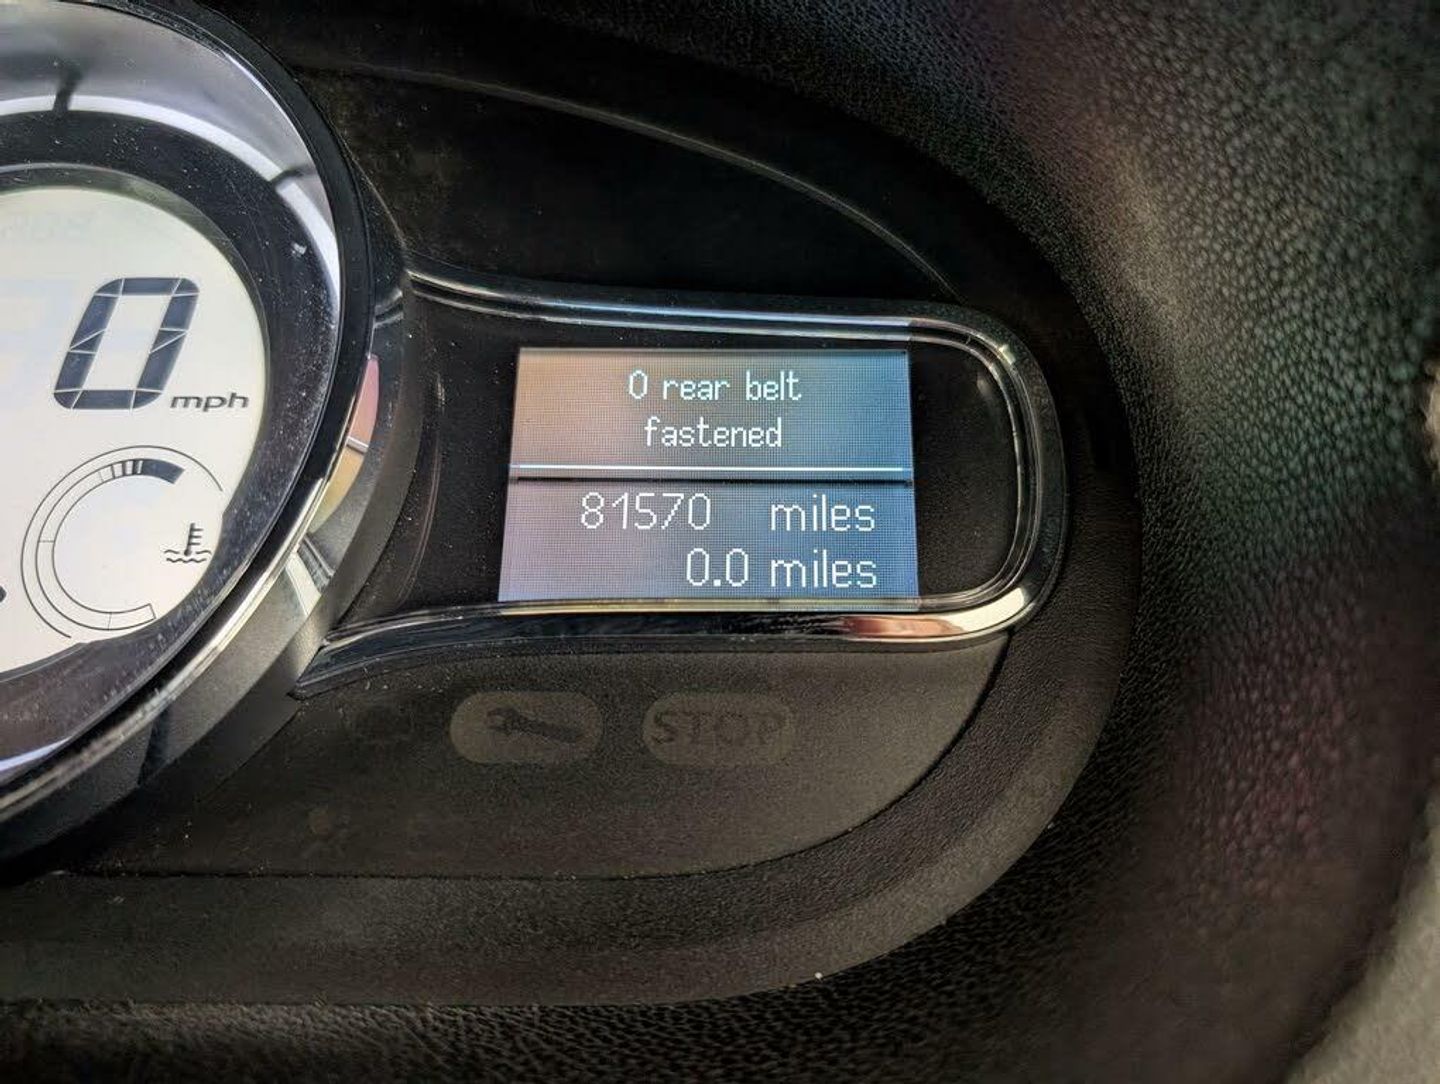 0 mph
0 rear belt
fastened
81570 miles
0.0 miles
STOP